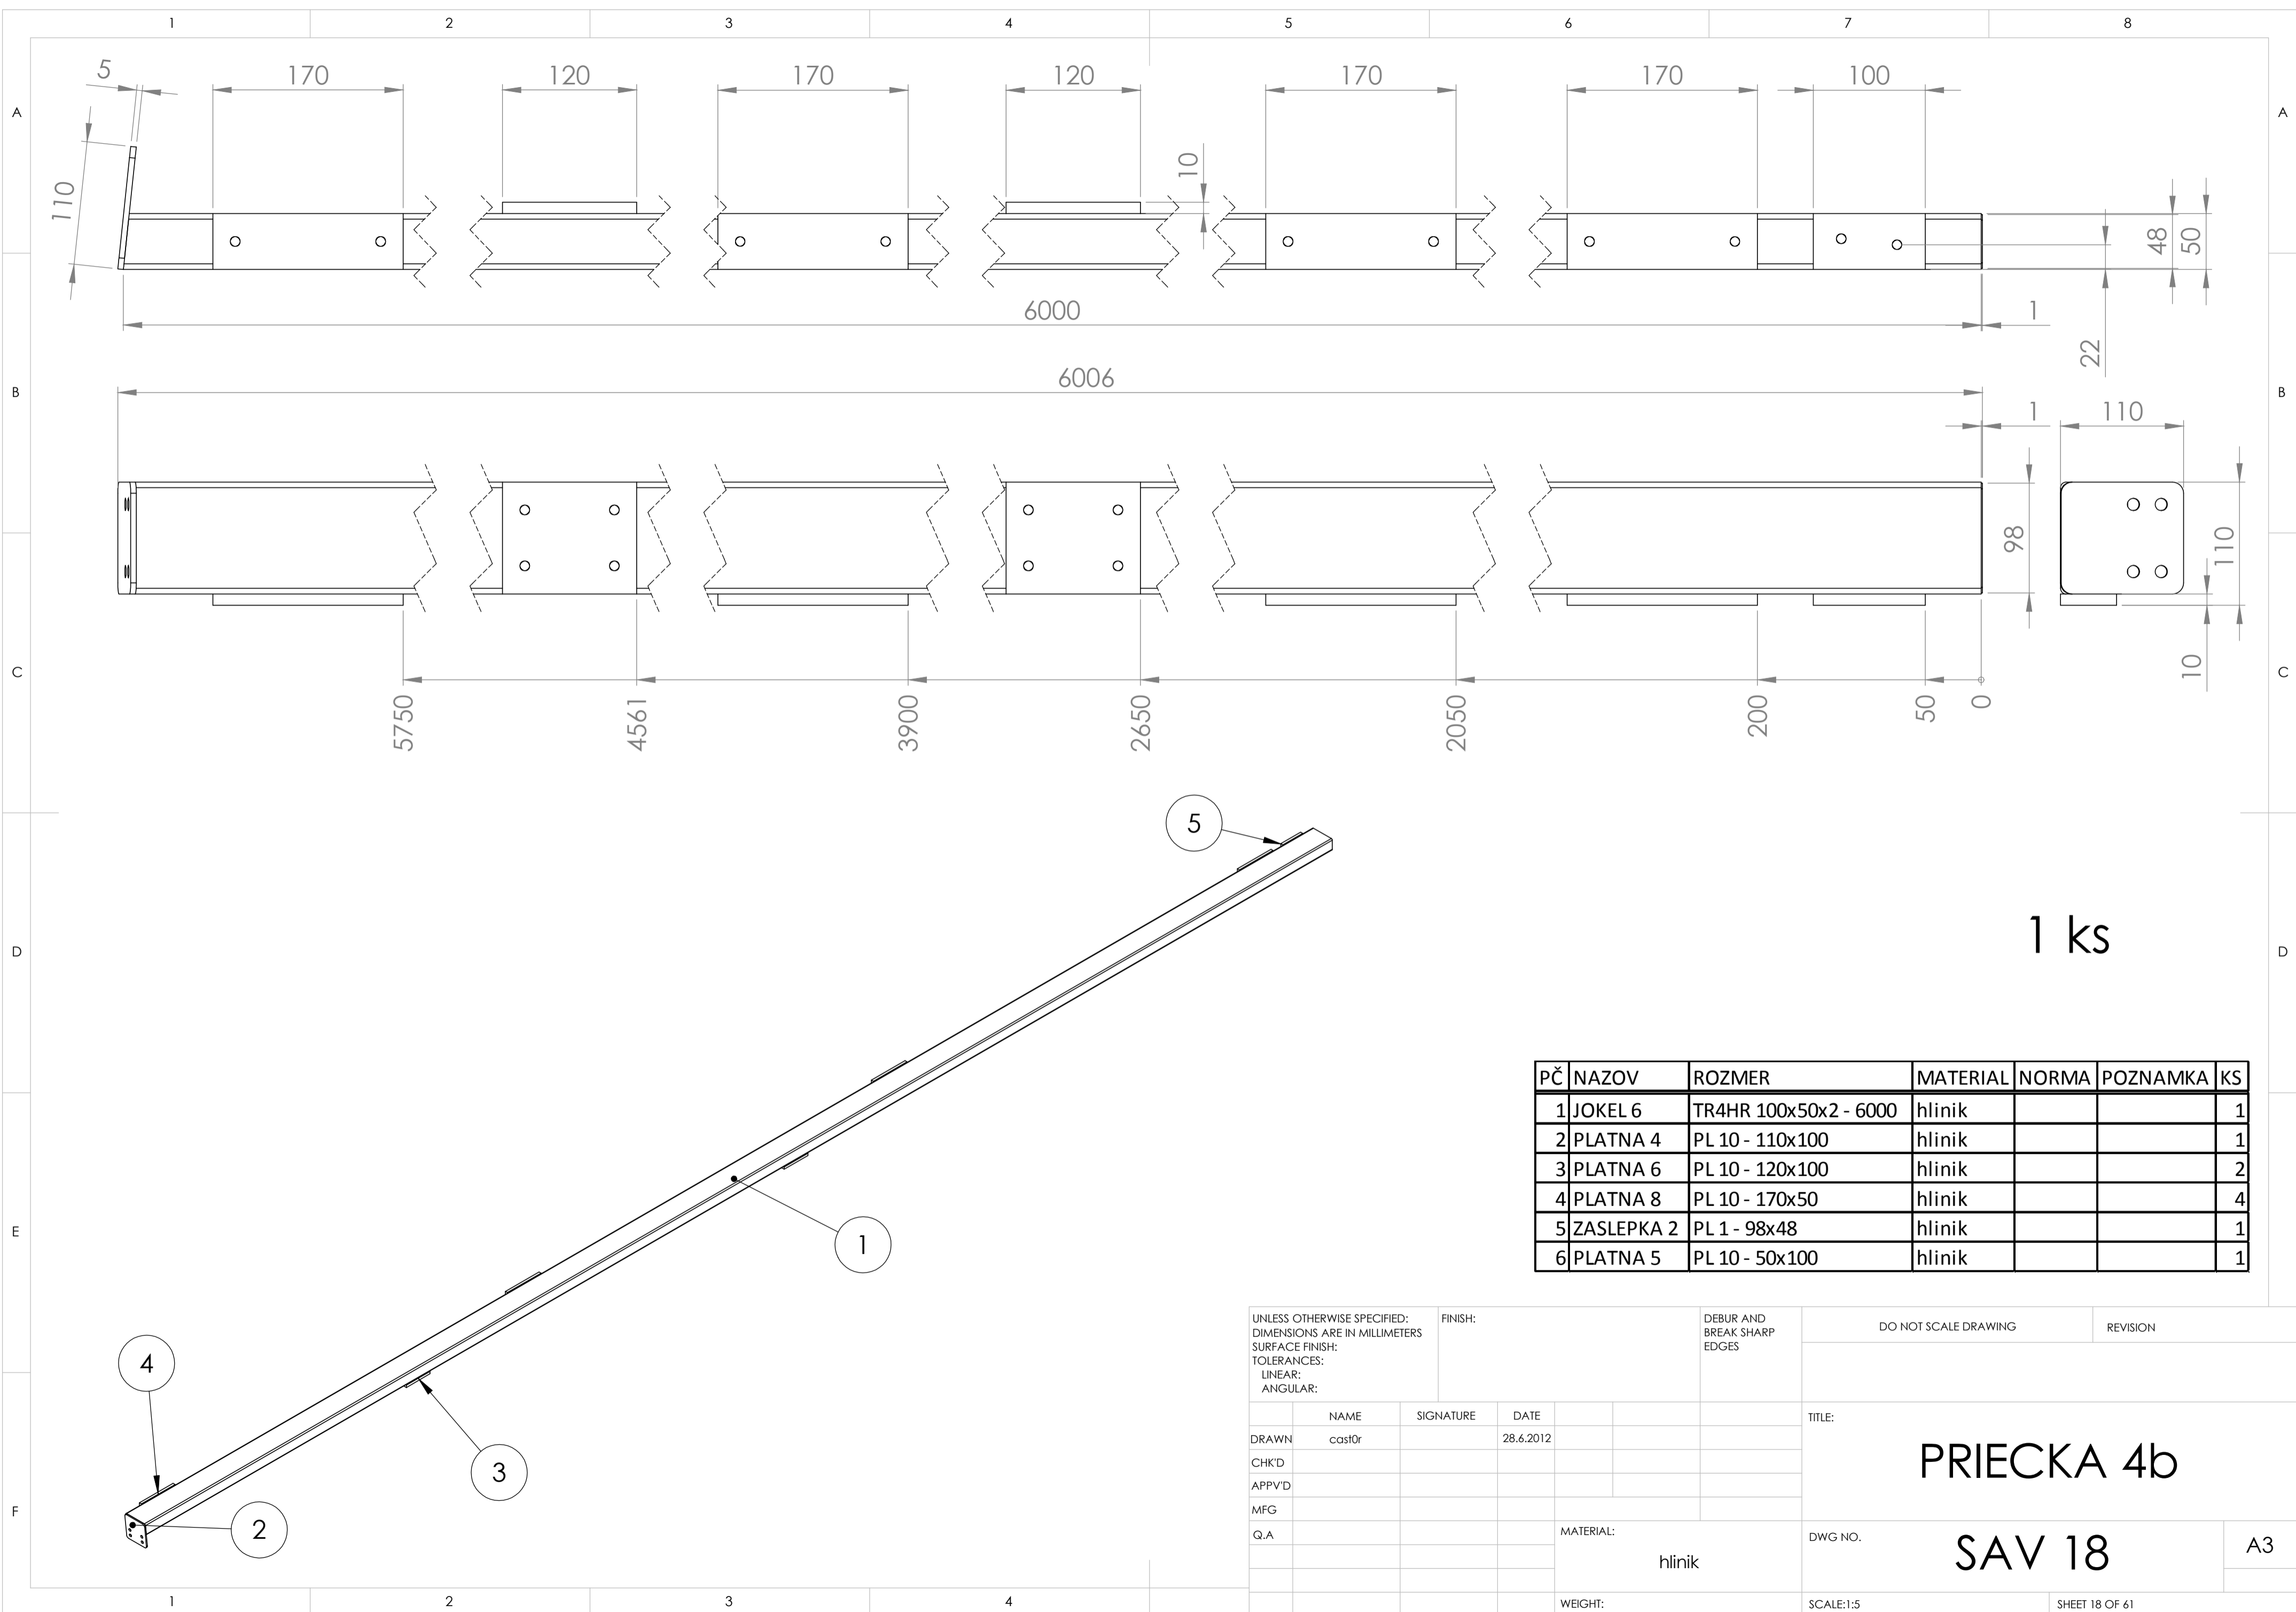 1 2 3 4 5 6 7 8
A A
5 170 120 170 120 170 170 100
110
10
48 50
22
6000 1
B B
6006
1 110
98
110
10
C C
5750 4561 3900 2650 2050 200 50 0
5
D D
1 ks
1
E
4
3
2
F
PČ NAZOV ROZMER MATERIAL NORMA POZNAMKA KS
1 JOKEL 6 TR4HR 100x50x2 - 6000 hlinik 1
2 PLATNA 4 PL 10 - 110x100 hlinik 1
3 PLATNA 6 PL 10 - 120x100 hlinik 2
4 PLATNA 8 PL 10 - 170x50 hlinik 4
5 ZASLEPKA 2 PL 1 - 98x48 hlinik 1
6 PLATNA 5 PL 10 - 50x100 hlinik 1
UNLESS OTHERWISE SPECIFIED:
DIMENSIONS ARE IN MILLIMETERS
SURFACE FINISH:
TOLERANCES:
LINEAR:
ANGULAR:
FINISH:
DEBUR AND
BREAK SHARP
EDGES
DO NOT SCALE DRAWING
REVISION
NAME SIGNATURE DATE
DRAWN cast0r 28.6.2012
CHK'D
APPV'D
MFG
Q.A
MATERIAL:
hlinik
WEIGHT:
TITLE:
PRIECKA 4b
DWG NO.
SAV 18
A3
SCALE:1:5
SHEET 18 OF 61
1 2 3 4